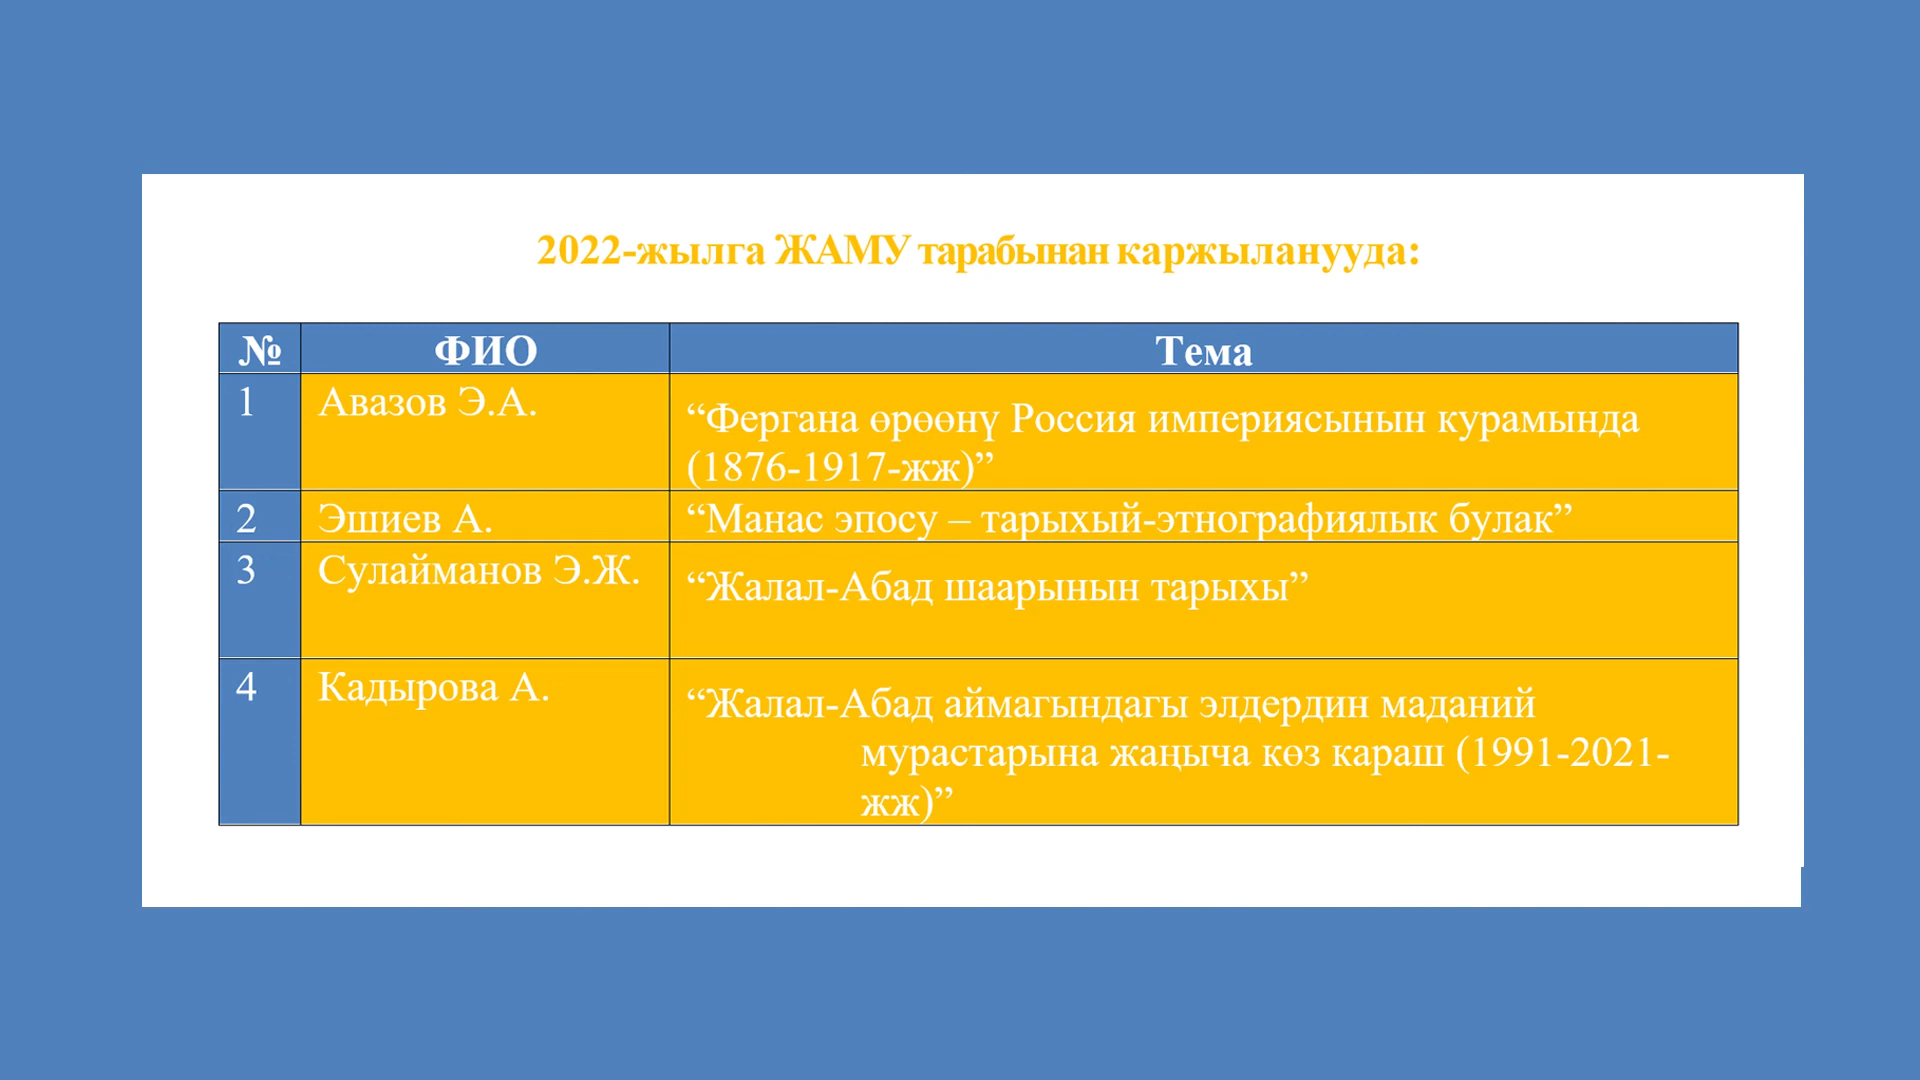 2022-жылга ЖАМУ тарабынан каржыланууда:
№ ФИО Тема
1 Авазов Э.А. “Фергана өрөөнү Россия империясынын курамында
(1876-1917-жж)”
2 Эшиев А. “Манас эпосу – тарыхый-этнографиялык булак”
3 Сулайманов Э.Ж. “Жалал-Абад шаарынын тарыхы”
4 Кадырова А. “Жалал-Абад аймагындагы элдердин маданий
мурастарына жаңыча көз караш (1991-2021-
жж)”